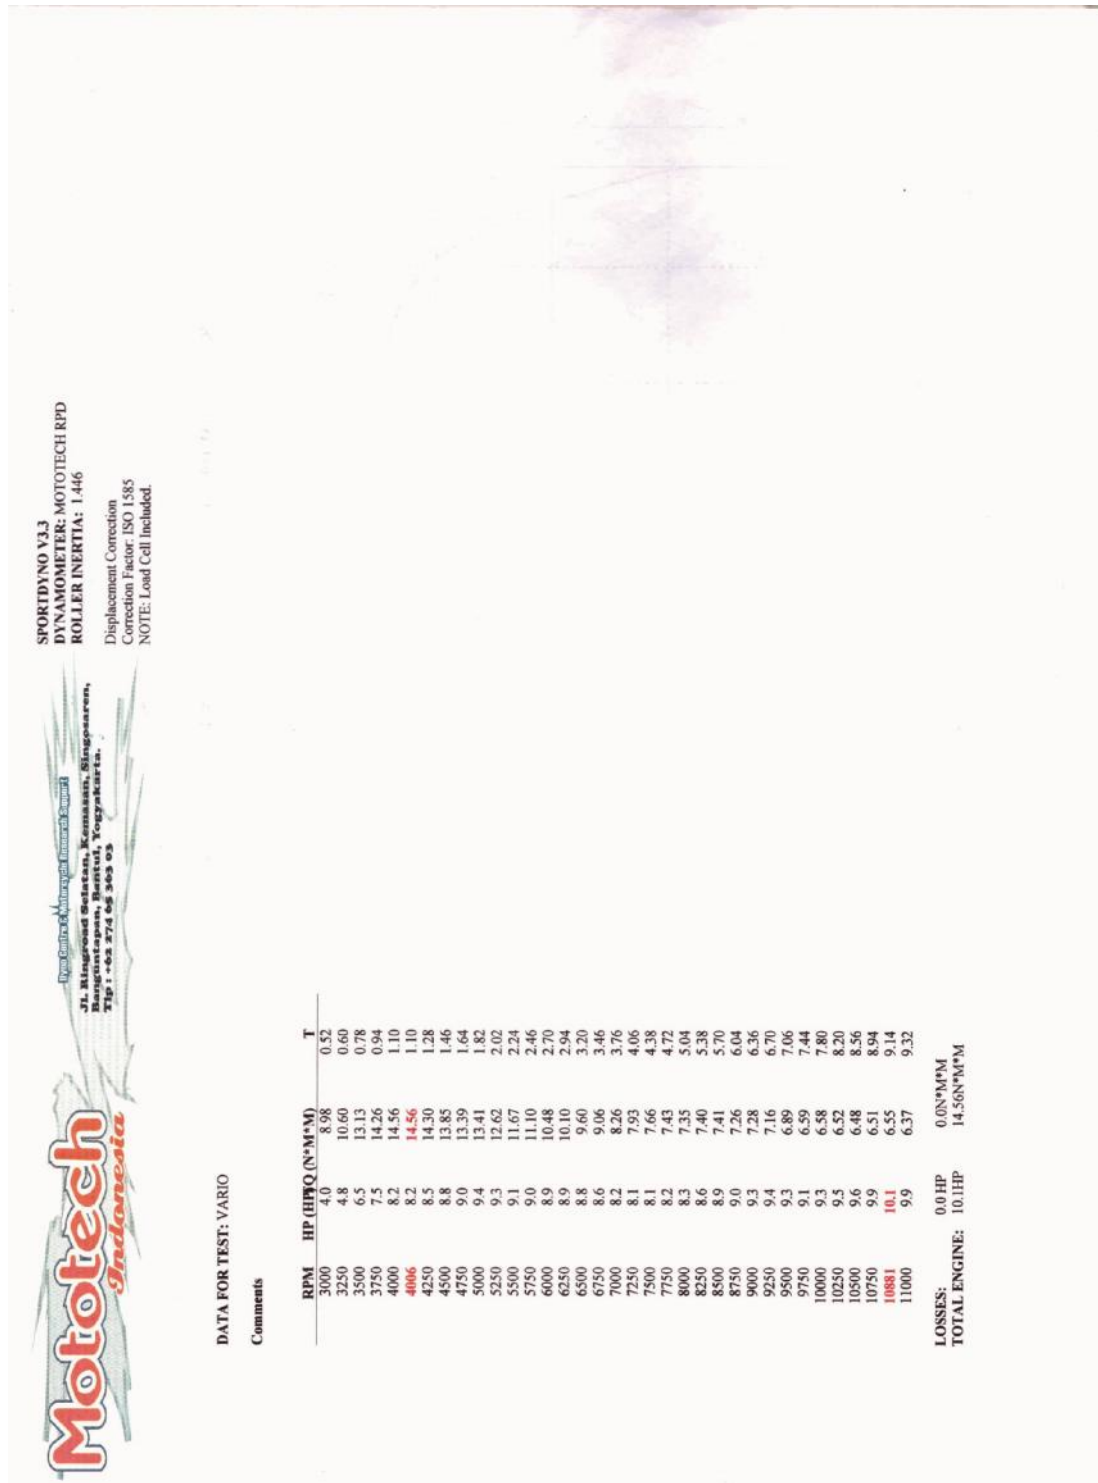 Mototech
Indonesia
Dyno Centre & Motorcycle Research Support
JL. Ringroad Selatan, Kemasan, Singosaren,
Banguntapan, Bantul, Yogyakarta.
Tlp : +62 274 65 363 03
SPORTDYNO V3.3
DYNAMOMETER: MOTOTECH RPD
ROLLER INERTIA: 1.446
Displacement Correction
Correction Factor: ISO 1585
NOTE: Load Cell Included.
DATA FOR TEST: VARIO
Comments
RPM HP (HP)TQ (N*M*M) T
3000 4.0 8.98 0.52
3250 4.8 10.60 0.60
3500 6.5 13.13 0.78
3750 7.5 14.26 0.94
4000 8.2 14.56 1.10
4006 8.2 14.56 1.10
4250 8.5 14.30 1.28
4500 8.8 13.85 1.46
4750 9.0 13.39 1.64
5000 9.4 13.41 1.82
5250 9.3 12.62 2.02
5500 9.1 11.67 2.24
5750 9.0 11.10 2.46
6000 8.9 10.48 2.70
6250 8.9 10.10 2.94
6500 8.8 9.60 3.20
6750 8.6 9.06 3.46
7000 8.2 8.26 3.76
7250 8.1 7.93 4.06
7500 8.1 7.66 4.38
7750 8.2 7.43 4.72
8000 8.3 7.35 5.04
8250 8.6 7.40 5.38
8500 8.9 7.41 5.70
8750 9.0 7.26 6.04
9000 9.3 7.28 6.36
9250 9.4 7.16 6.70
9500 9.3 6.89 7.06
9750 9.1 6.59 7.44
10000 9.3 6.58 7.80
10250 9.5 6.52 8.20
10500 9.6 6.48 8.56
10750 9.9 6.51 8.94
10881 10.1 6.55 9.14
11000 9.9 6.37 9.32
LOSSES: 0.0 HP 0.0N*M*M
TOTAL ENGINE: 10.1HP 14.56N*M*M